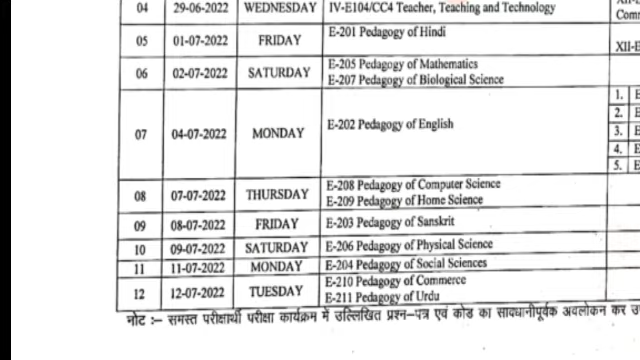 04 29-06-2022 WEDNESDAY IV-E104/CC4 Teacher, Teaching and Technology
05 01-07-2022 FRIDAY E-201 Pedagogy of Hindi XII-E
06 02-07-2022 SATURDAY E-205 Pedagogy of Mathematics
E-207 Pedagogy of Biological Science
07 04-07-2022 MONDAY E-202 Pedagogy of English
1. E
2. E
3. E
4. E
5. E
08 07-07-2022 THURSDAY E-208 Pedagogy of Computer Science
E-209 Pedagogy of Home Science
09 08-07-2022 FRIDAY E-203 Pedagogy of Sanskrit
10 09-07-2022 SATURDAY E-206 Pedagogy of Physical Science
11 11-07-2022 MONDAY E-204 Pedagogy of Social Sciences
12 12-07-2022 TUESDAY E-210 Pedagogy of Commerce
E-211 Pedagogy of Urdu
नोट :– समस्त परीक्षार्थी परीक्षा कार्यक्रम में उल्लिखित प्रश्न–पत्र एवं कोड का सावधानीपूर्वक अवलोकन कर